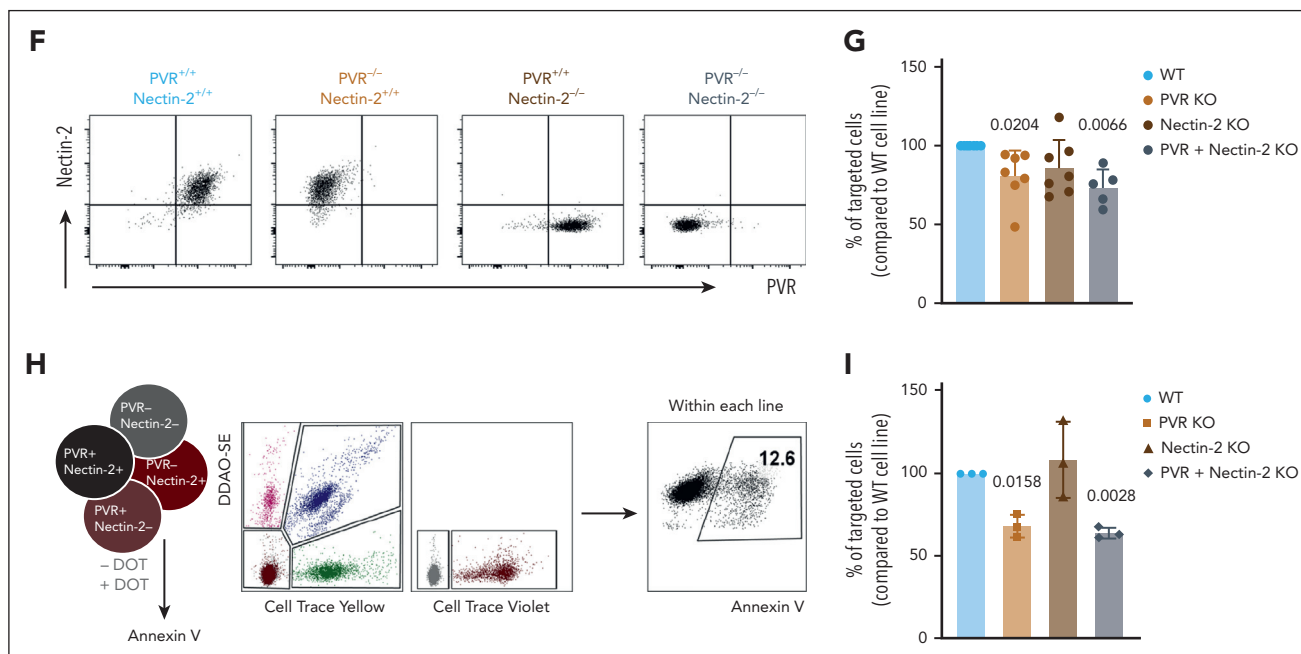 F
PVR+/+
Nectin-2+/+
PVR−/−
Nectin-2+/+
PVR+/+
Nectin-2−/−
PVR−/−
Nectin-2−/−
Nectin-2
PVR
G
% of targeted cells
(compared to WT cell line)
150
100
50
0
0.0204
0.0066
WT
PVR KO
Nectin-2 KO
PVR + Nectin-2 KO
H
PVR−
Nectin-2−
PVR+
Nectin-2+
PVR−
Nectin-2+
PVR+
Nectin-2−
− DOT
+ DOT
Annexin V
DDAO-SE
Cell Trace Yellow
Cell Trace Violet
Within each line
12.6
Annexin V
I
% of targeted cells
(compared to WT cell line)
150
100
50
0
0.0158
0.0028
WT
PVR KO
Nectin-2 KO
PVR + Nectin-2 KO